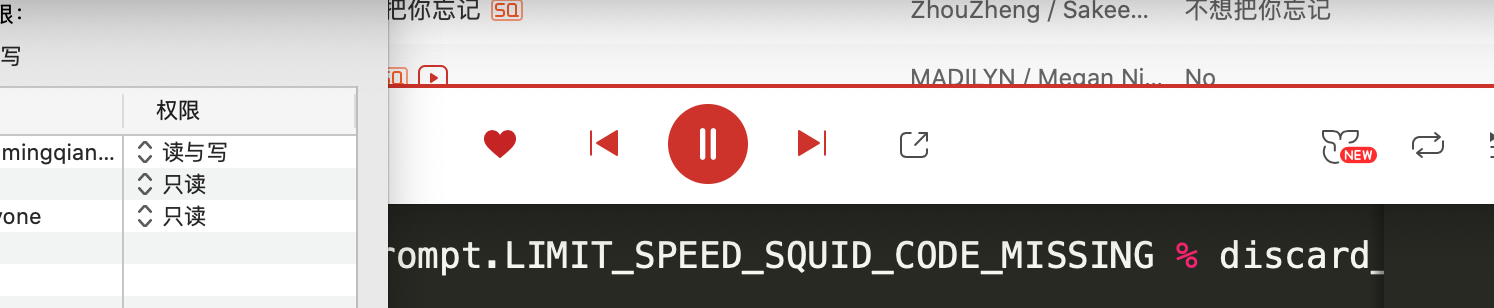 限：
写
权限
mingqian... 读与写
只读
yone 只读
把你忘记 SQ ZhouZheng / Sakee... 不想把你忘记
SQ MADILYN / Megan Ni... No
NEW
rompt.LIMIT_SPEED_SQUID_CODE_MISSING % discard_